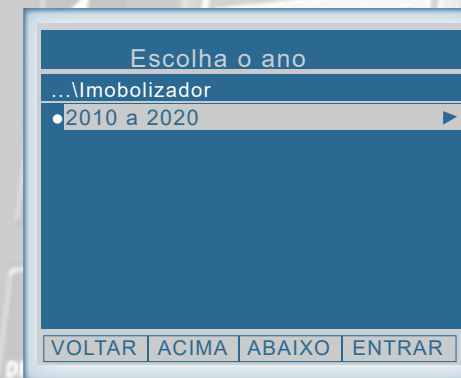 Escolha o ano
...\Imobolizador
2010 a 2020
VOLTAR ACIMA ABAIXO ENTRAR